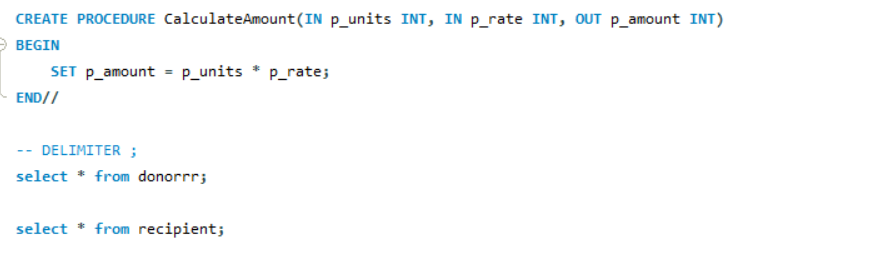 CREATE PROCEDURE CalculateAmount(IN p_units INT, IN p_rate INT, OUT p_amount INT)
BEGIN
SET p_amount = p_units * p_rate;
END//
-- DELIMITER ;
select * from donorrr;
select * from recipient;